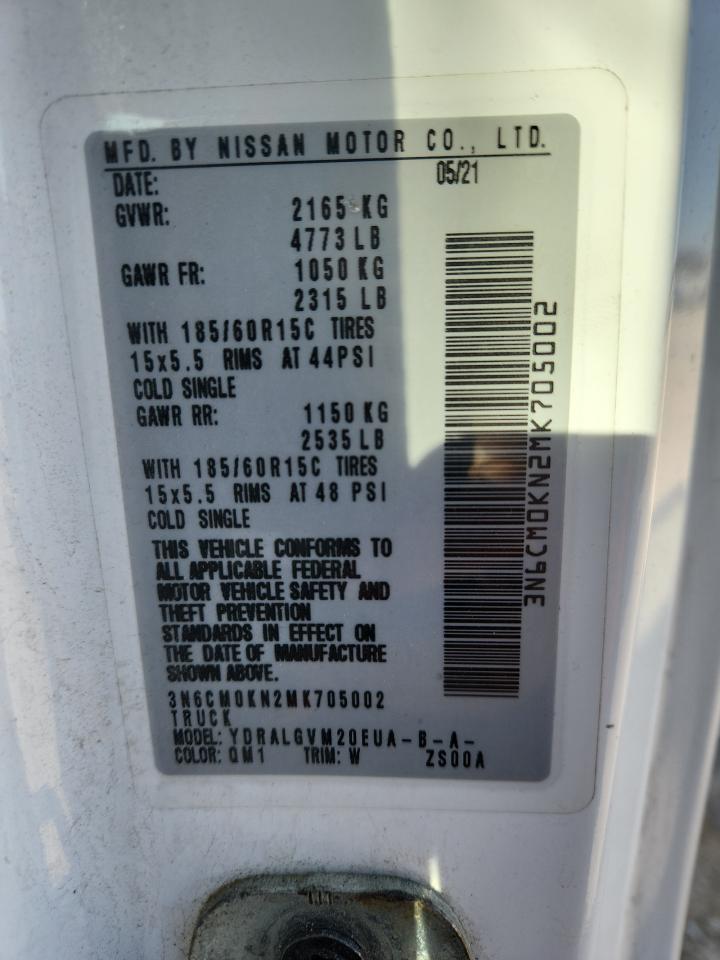 MFD. BY NISSAN MOTOR CO., LTD.
DATE: 05/21
GVWR: 2165 KG
4773 LB
GAWR FR: 1050 KG
2315 LB
WITH 185/60R15C TIRES
15x5.5 RIMS AT 44PSI
COLD SINGLE
GAWR RR: 1150 KG
2535 LB
WITH 185/60R15C TIRES
15x5.5 RIMS AT 48 PSI
COLD SINGLE
THIS VEHICLE CONFORMS TO
ALL APPLICABLE FEDERAL
MOTOR VEHICLE SAFETY AND
THEFT PREVENTION
STANDARDS IN EFFECT ON
THE DATE OF MANUFACTURE
SHOWN ABOVE.
3N6CM0KN2MK705002
TRUCK
MODEL: YDRALGVM20EUA-B-A-
COLOR: QM1 TRIM: W ZS00A
3N6CM0KN2MK705002